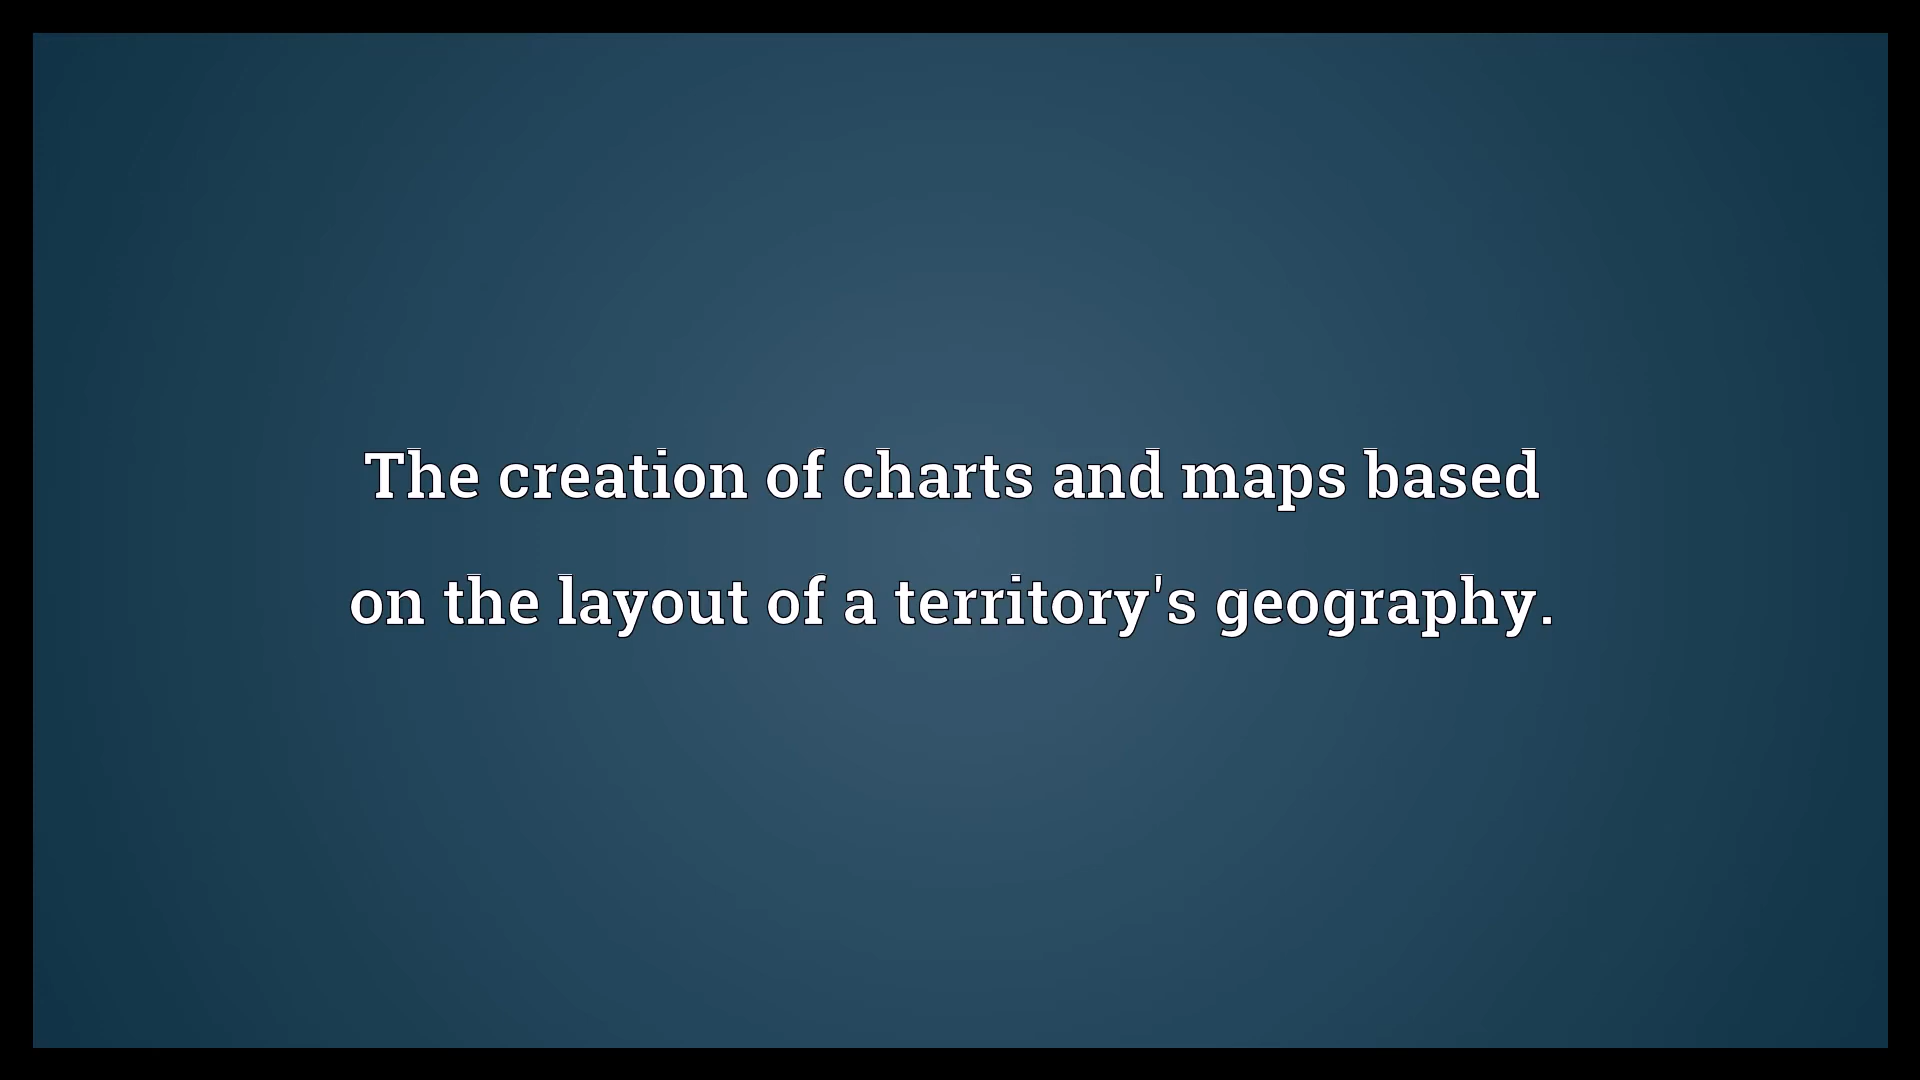 The creation of charts and maps based
on the layout of a territory's geography.